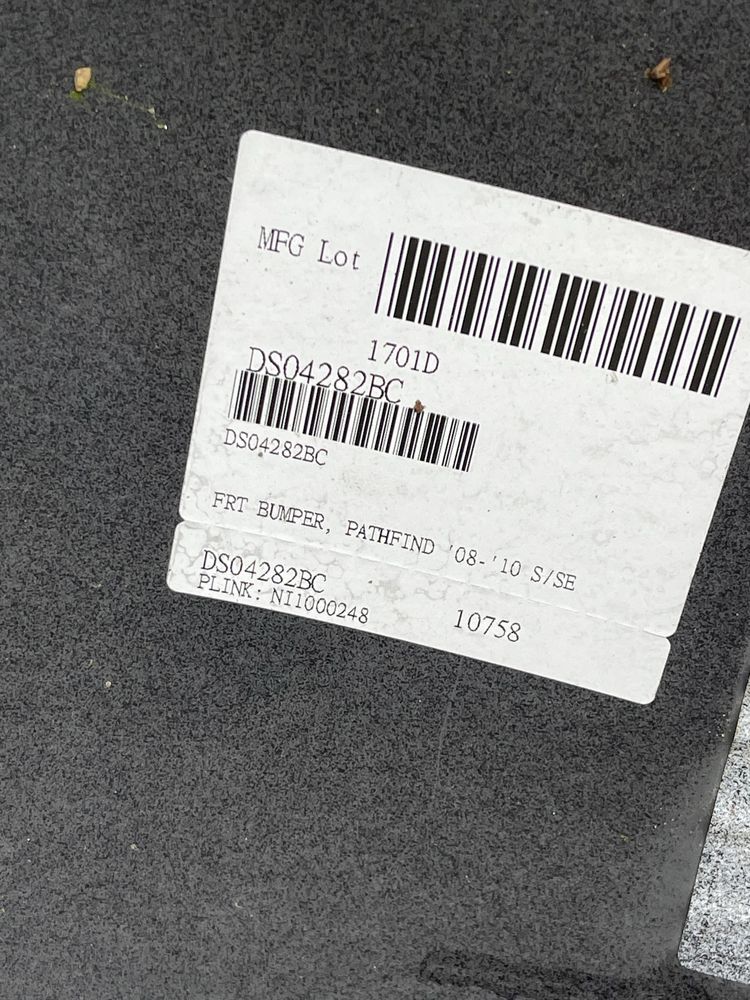 MFG Lot
1701D
DS04282BC
DS04282BC
FRT BUMPER, PATHFIND '08-'10 S/SE
DS04282BC
PLINK: NI1000248
10758